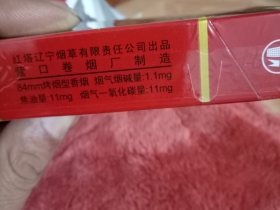 红塔辽宁烟草有限责任公司出品
营口卷烟厂制造
84mm烤烟型香烟 烟气烟碱量:1.1mg
焦油量:11mg 烟气一氧化碳量:11mg